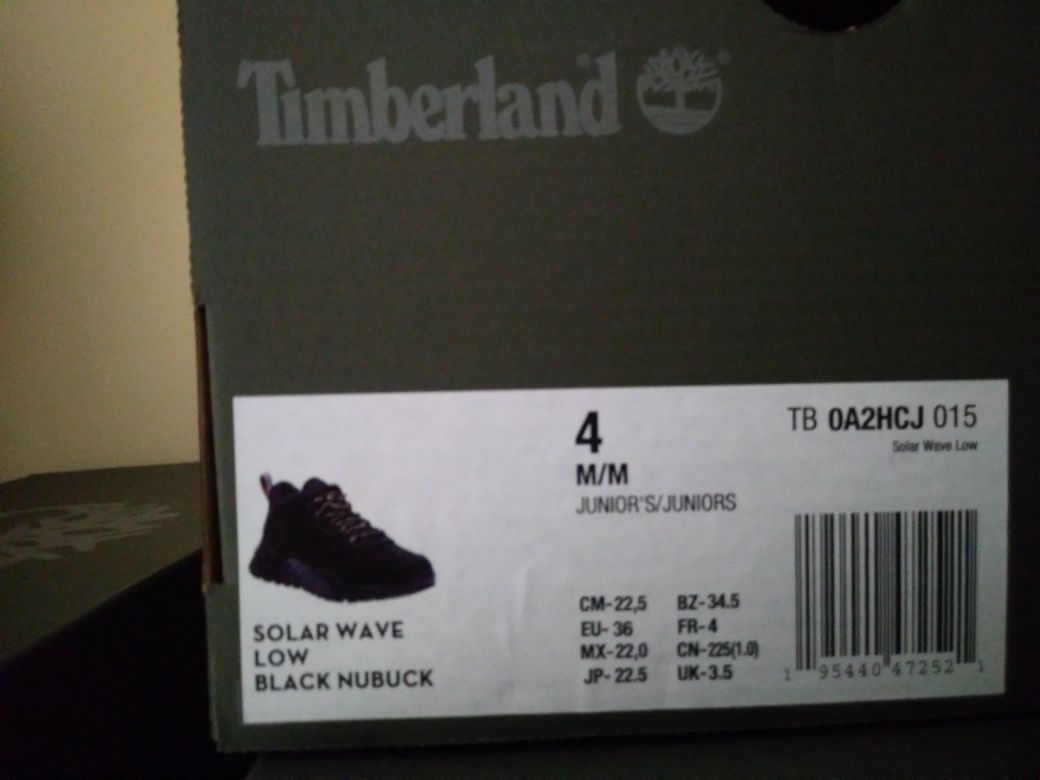 Timberland
4
M/M
JUNIOR'S/JUNIORS
TB 0A2HCJ 015
Solar Wave Low
SOLAR WAVE
LOW
BLACK NUBUCK
CM-22,5 BZ-34.5
EU-36 FR-4
MX-22,0 CN-225(1.0)
JP-22.5 UK-3.5
1 95440 47252 1